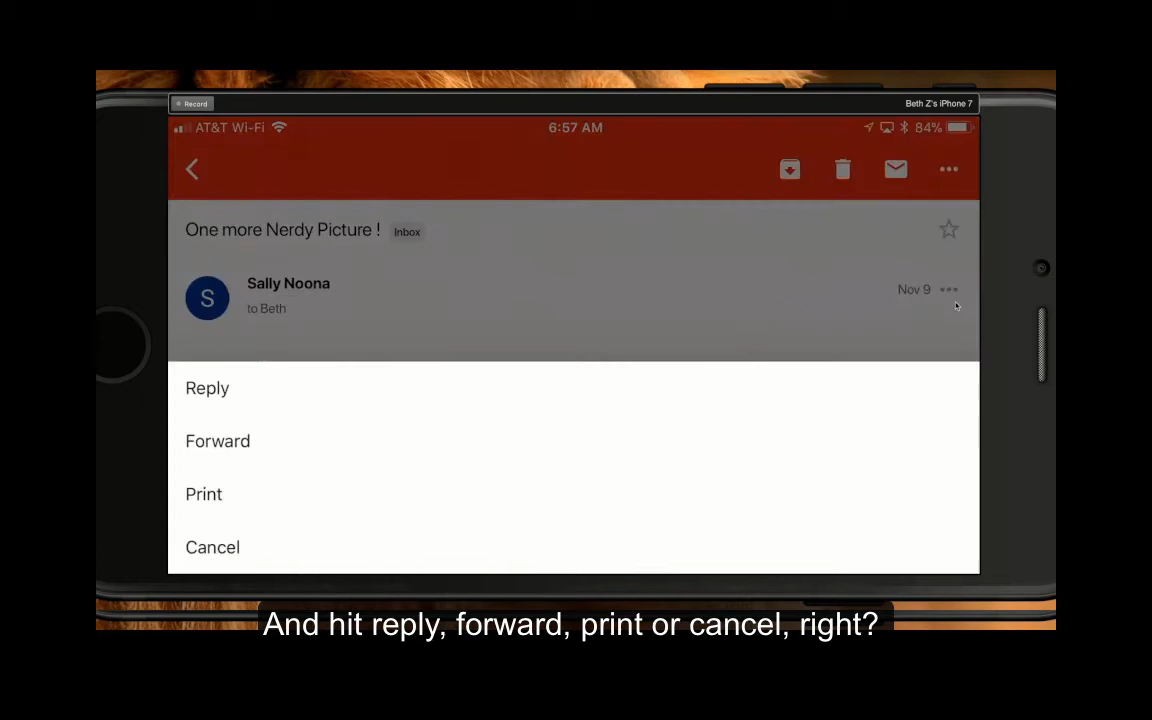 Record
Beth Z's iPhone 7
AT&T Wi-Fi
6:57 AM
84%
One more Nerdy Picture !
Inbox
S
Sally Noona
to Beth
Nov 9
Reply
Forward
Print
Cancel
And hit reply, forward, print or cancel, right?